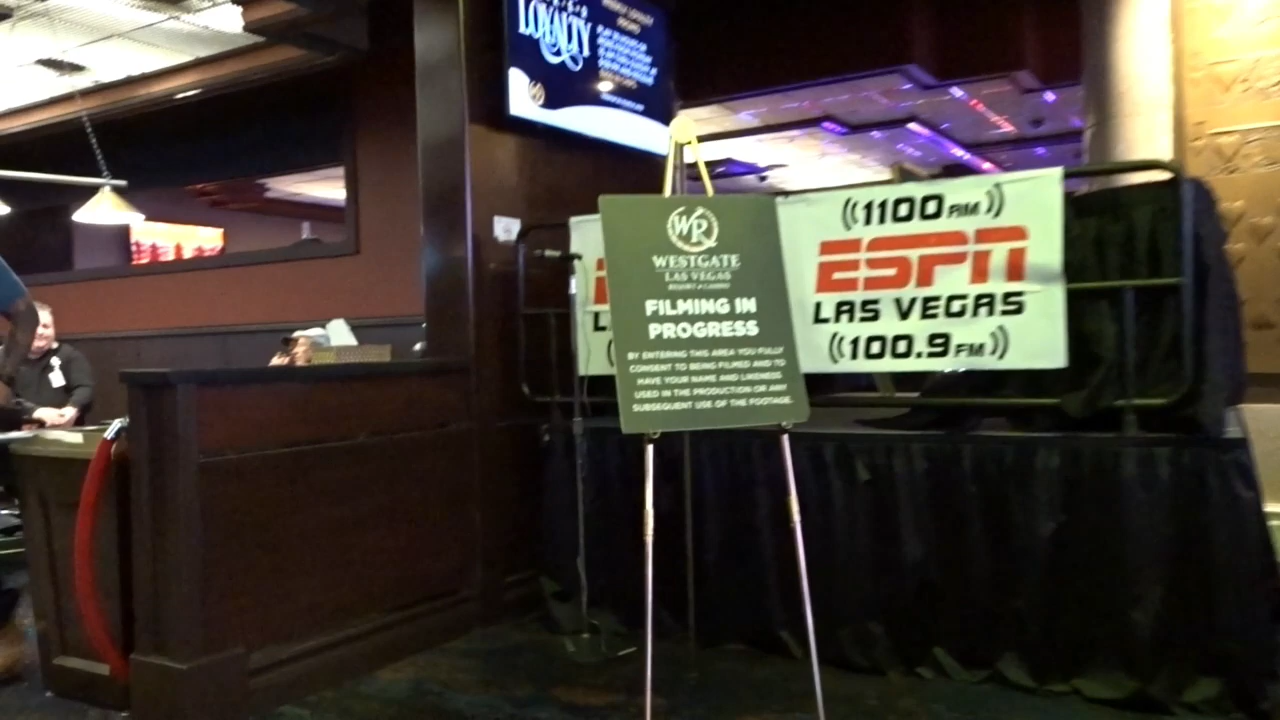 LOYALTY
WR
WESTGATE
LAS VEGAS
RESORT & CASINO
FILMING IN
PROGRESS
BY ENTERING THIS AREA YOU FULLY
CONSENT TO BEING FILMED AND TO
HAVE YOUR NAME AND LIKENESS
USED IN THE PRODUCTION OR ANY
SUBSEQUENT USE OF THE FOOTAGE.
((1100 AM))
ESPN
LAS VEGAS
((100.9 FM))